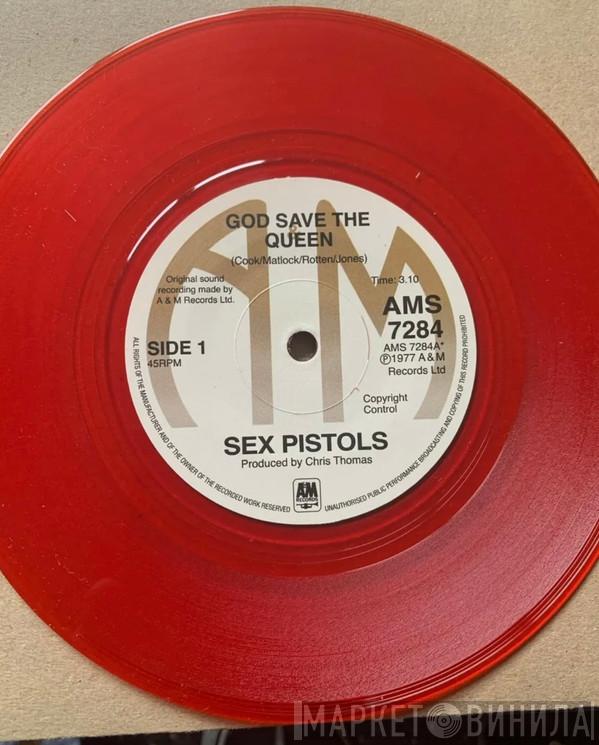 GOD SAVE THE
QUEEN
(Cook/Matlock/Rotten/Jones)
Original sound
recording made by
A & M Records Ltd.
Time: 3.10
AMS
7284
AMS 7284A*
Ⓟ1977 A & M
Records Ltd
SIDE 1
45RPM
Copyright
Control
SEX PISTOLS
Produced by Chris Thomas
AM
RECORDS
ALL RIGHTS OF THE MANUFACTURER AND OF THE OWNER OF THE RECORDED WORK RESERVED
UNAUTHORISED PUBLIC PERFORMANCE BROADCASTING AND COPYING OF THIS RECORD PROHIBITED
МАРКЕТ ВИНИЛА